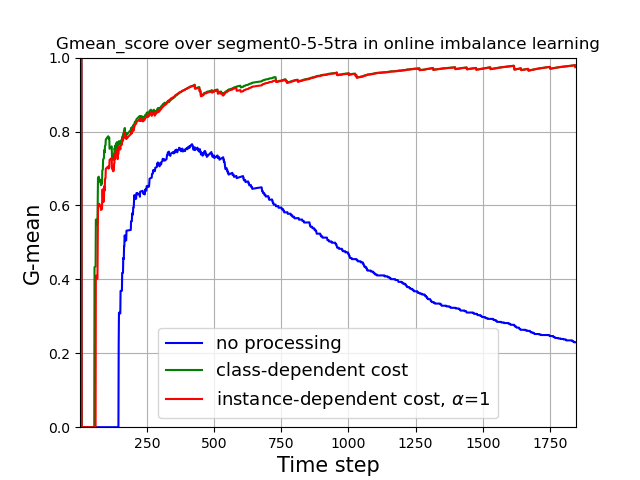 Gmean_score over segment0-5-5tra in online imbalance learning
G-mean
1.0
0.8
0.6
0.4
0.2
0.0
no processing
class-dependent cost
instance-dependent cost, α=1
250 500 750 1000 1250 1500 1750
Time step